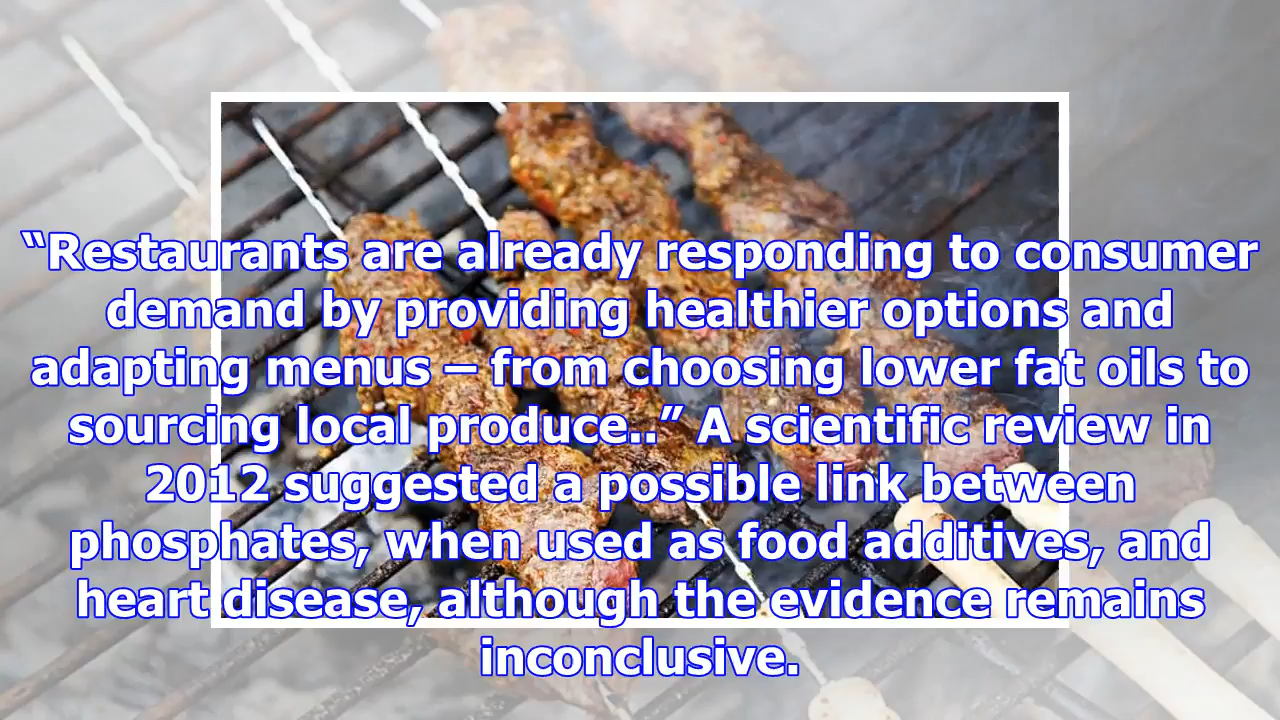 “Restaurants are already responding to consumer
demand by providing healthier options and
adapting menus – from choosing lower fat oils to
sourcing local produce..” A scientific review in
2012 suggested a possible link between
phosphates, when used as food additives, and
heart disease, although the evidence remains
inconclusive.